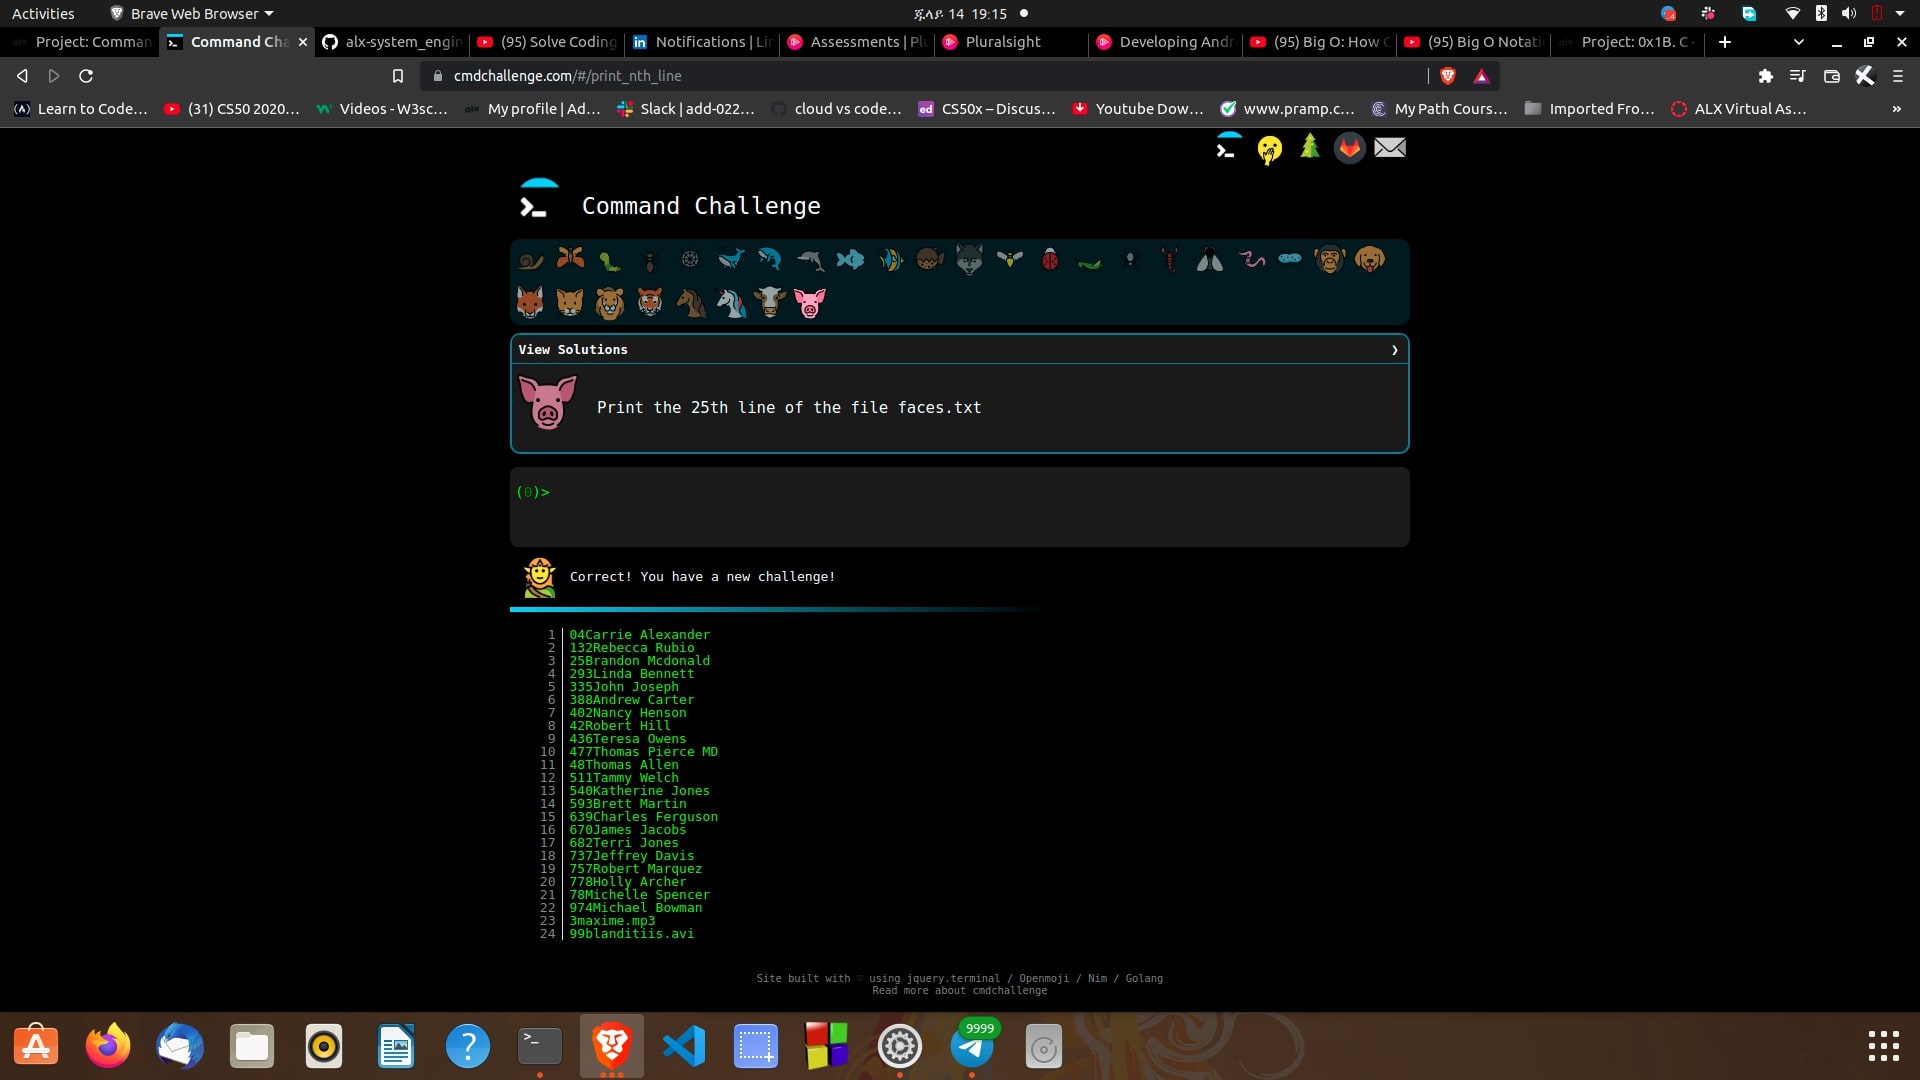 Activities
Brave Web Browser
ጁላይ 14 19:15
Project: Comman
Command Cha
alx-system_engin
(95) Solve Coding
Notifications | Li
Assessments | Pl
Pluralsight
Developing Andr
(95) Big O: How
(95) Big O Notati
Project: 0x1B. C
cmdchallenge.com/#/print_nth_line
Learn to Code...
(31) CS50 2020...
Videos - W3sc...
My profile | Ad...
Slack | add-022...
cloud vs code...
CS50x – Discus...
Youtube Dow...
www.pramp.c...
My Path Cours...
Imported Fro...
ALX Virtual As...
»
Command Challenge
View Solutions
Print the 25th line of the file faces.txt
(0)>
Correct! You have a new challenge!
1 04Carrie Alexander
2 132Rebecca Rubio
3 25Brandon Mcdonald
4 293Linda Bennett
5 335John Joseph
6 388Andrew Carter
7 402Nancy Henson
8 42Robert Hill
9 436Teresa Owens
10 477Thomas Pierce MD
11 48Thomas Allen
12 511Tammy Welch
13 540Katherine Jones
14 593Brett Martin
15 639Charles Ferguson
16 670James Jacobs
17 682Terri Jones
18 737Jeffrey Davis
19 757Robert Marquez
20 778Holly Archer
21 78Michelle Spencer
22 974Michael Bowman
23 3maxime.mp3
24 99blanditiis.avi
Site built with ♡ using jquery.terminal / Openmoji / Nim / Golang
Read more about cmdchallenge
9999